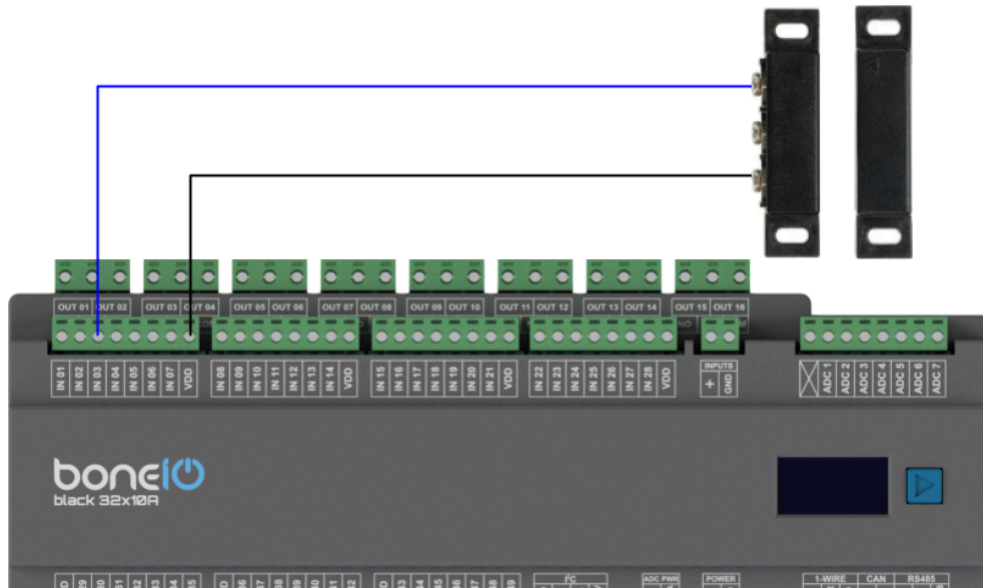 OUT 01 OUT 02 OUT 03 OUT 04 OUT 05 OUT 06 OUT 07 OUT 08 OUT 09 OUT 10 OUT 11 OUT 12 OUT 13 OUT 14 OUT 15 OUT 16
NO
IN 01 IN 02 IN 03 IN 04 IN 05 IN 06 IN 07 VDD IN 08 IN 09 IN 10 IN 11 IN 12 IN 13 IN 14 VDD IN 15 IN 16 IN 17 IN 18 IN 19 IN 20 IN 21 VDD IN 22 IN 23 IN 24 IN 25 IN 26 IN 27 IN 28 VDD INPUTS + GND ADC 1 ADC 2 ADC 3 ADC 4 ADC 5 ADC 6 ADC 7
boneIO
black 32x10A
I²C ADC PWR POWER 1-WIRE CAN RS485